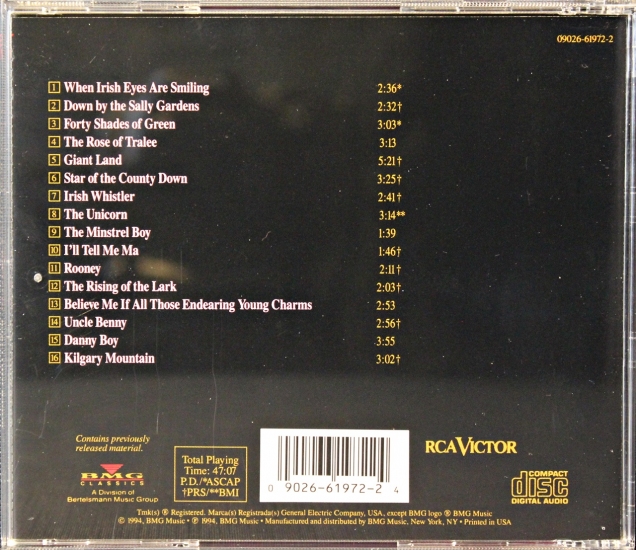 09026-61972-2
1 When Irish Eyes Are Smiling 2:36*
2 Down by the Sally Gardens 2:32†
3 Forty Shades of Green 3:03*
4 The Rose of Tralee 3:13
5 Giant Land 5:21†
6 Star of the County Down 3:25†
7 Irish Whistler 2:41†
8 The Unicorn 3:14**
9 The Minstrel Boy 1:39
10 I'll Tell Me Ma 1:46†
11 Rooney 2:11†
12 The Rising of the Lark 2:03†
13 Believe Me If All Those Endearing Young Charms 2:53
14 Uncle Benny 2:56†
15 Danny Boy 3:55
16 Kilgary Mountain 3:02†
Contains previously
released material.
BMG
CLASSICS
A Division of
Bertelsmann Music Group
Total Playing
Time: 47:07
P.D./*ASCAP
†PRS/**BMI
0 9026-61972-2 4
RCA VICTOR
COMPACT
disc
DIGITAL AUDIO
Tmk(s) ® Registered. Marca(s) Registrada(s) General Electric Company, USA, except BMG logo ® BMG Music
© 1994, BMG Music • ℗ 1994, BMG Music • Manufactured and distributed by BMG Music, New York, NY • Printed in USA